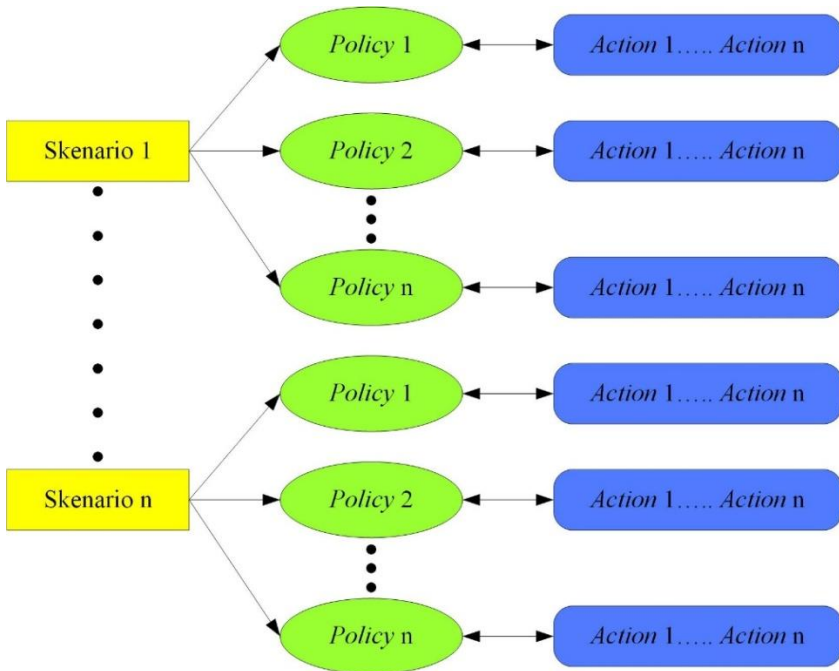 Policy 1
Action 1..... Action n
Skenario 1
Policy 2
Action 1..... Action n
Policy n
Action 1..... Action n
Policy 1
Action 1..... Action n
Skenario n
Policy 2
Action 1..... Action n
Policy n
Action 1..... Action n